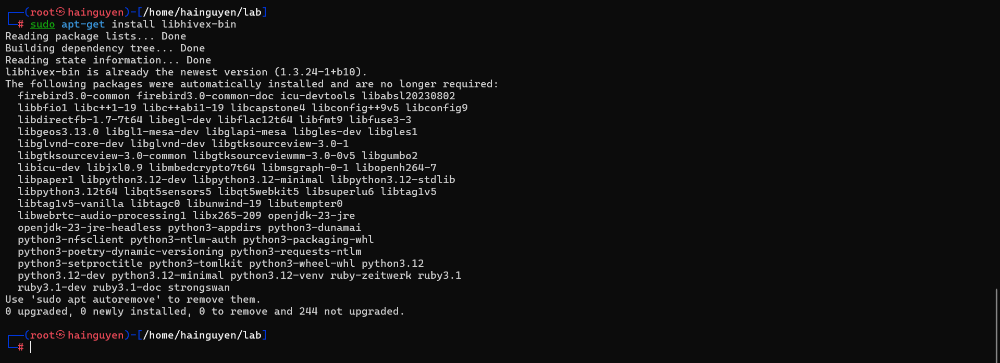 ┌──(root㉿hainguyen)-[/home/hainguyen/lab]
└─# sudo apt-get install libhivex-bin
Reading package lists... Done
Building dependency tree... Done
Reading state information... Done
libhivex-bin is already the newest version (1.3.24-1+b10).
The following packages were automatically installed and are no longer required:
  firebird3.0-common firebird3.0-common-doc icu-devtools libabsl20230802
  libbfio1 libc++1-19 libc++abi1-19 libcapstone4 libconfig++9v5 libconfig9
  libdirectfb-1.7-7t64 libegl-dev libflac12t64 libfmt9 libfuse3-3
  libgeos3.13.0 libgl1-mesa-dev libglapi-mesa libgles-dev libgles1
  libglvnd-core-dev libglvnd-dev libgtksourceview-3.0-1
  libgtksourceview-3.0-common libgtksourceviewmm-3.0-0v5 libgumbo2
  libicu-dev libjxl0.9 libmbedcrypto7t64 libmsgraph-0-1 libopenh264-7
  libpaper1 libpython3.12-dev libpython3.12-minimal libpython3.12-stdlib
  libpython3.12t64 libqt5sensors5 libqt5webkit5 libsuperlu6 libtag1v5
  libtag1v5-vanilla libtagc0 libunwind-19 libutempter0
  libwebrtc-audio-processing1 libx265-209 openjdk-23-jre
  openjdk-23-jre-headless python3-appdirs python3-dunamai
  python3-nfsclient python3-ntlm-auth python3-packaging-whl
  python3-poetry-dynamic-versioning python3-requests-ntlm
  python3-setproctitle python3-tomlkit python3-wheel-whl python3.12
  python3.12-dev python3.12-minimal python3.12-venv ruby-zeitwerk ruby3.1
  ruby3.1-dev ruby3.1-doc strongswan
Use 'sudo apt autoremove' to remove them.
0 upgraded, 0 newly installed, 0 to remove and 244 not upgraded.
┌──(root㉿hainguyen)-[/home/hainguyen/lab]
└─#